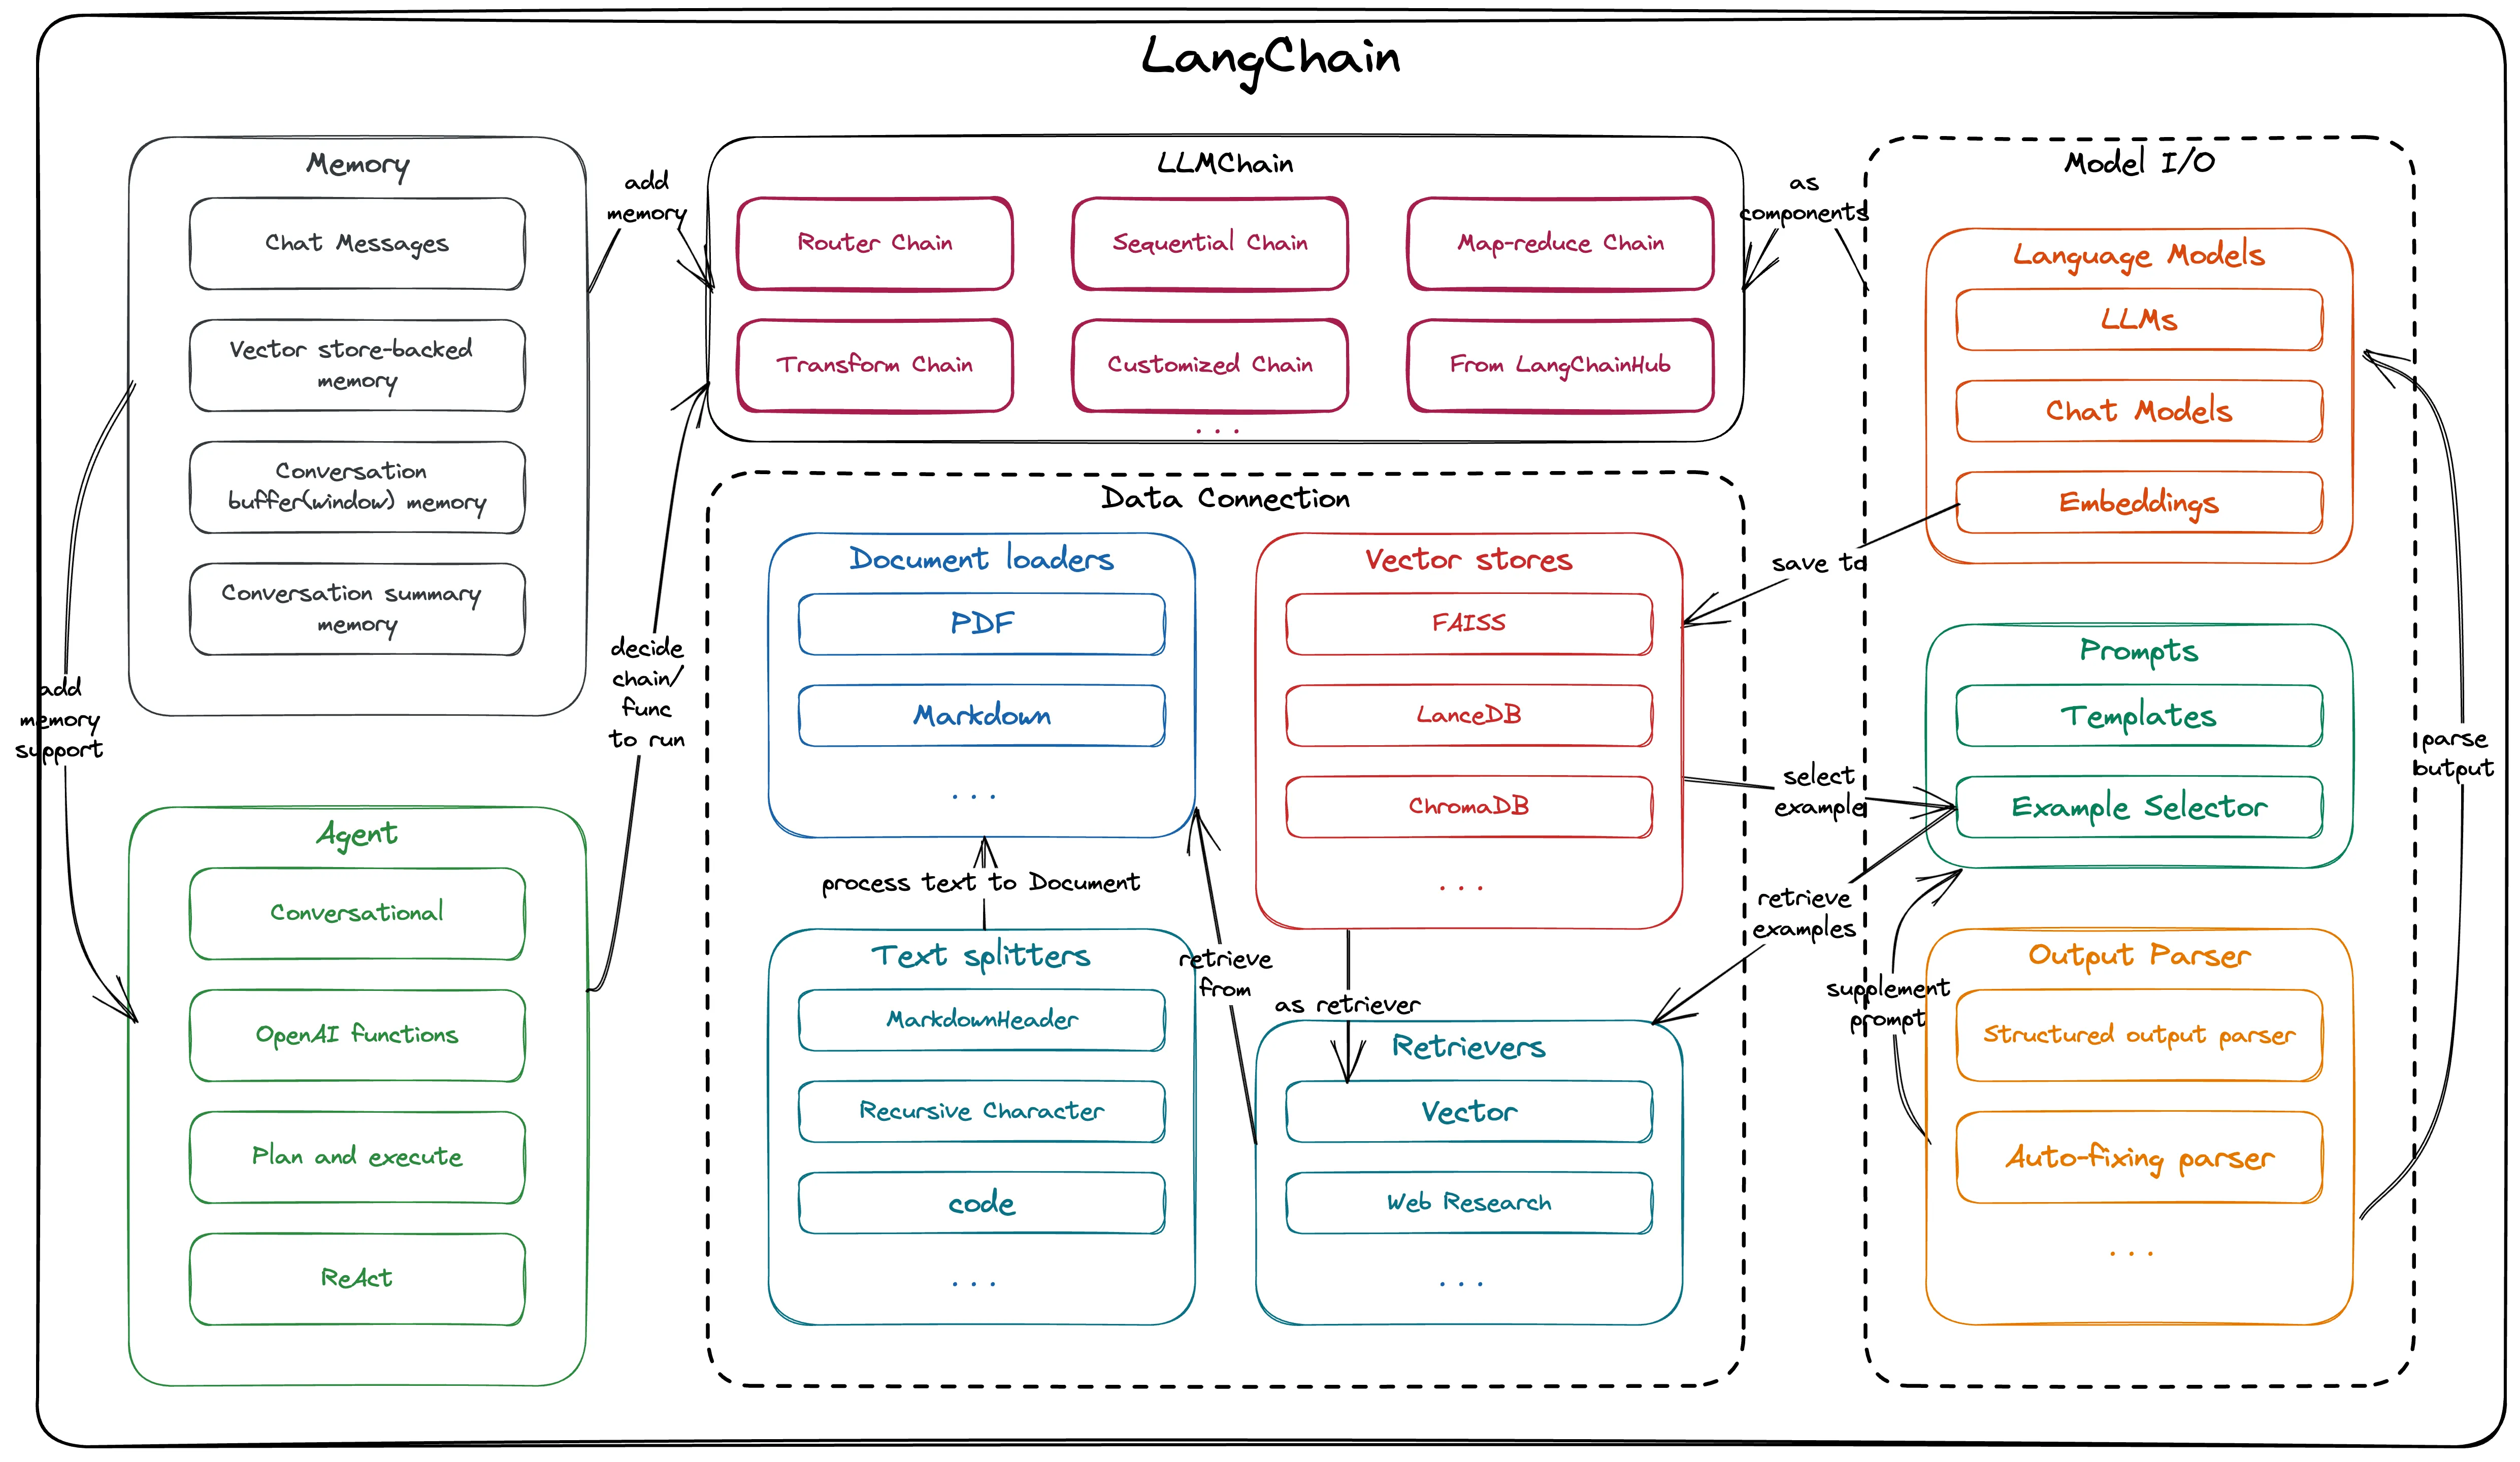 LangChain
Memory
Chat Messages
Vector store-backed
memory
Conversation
buffer(window) memory
Conversation summary
memory
add
memory
LLMChain
Router Chain
Sequential Chain
Map-reduce Chain
Transform Chain
Customized Chain
From LangChainHub
...
as
components
Model I/O
Language Models
LLMs
Chat Models
Embeddings
add
memory
support
decide
chain/
func
to run
Data Connection
Document loaders
PDF
Markdown
...
Vector stores
FAISS
LanceDB
ChromaDB
...
save to
select
example
Prompts
Templates
Example Selector
parse
output
Agent
Conversational
OpenAI functions
Plan and execute
ReAct
process text to Document
Text splitters
MarkdownHeader
Recursive Character
code
...
retrieve
from
as retriever
Retrievers
Vector
Web Research
...
retrieve
examples
supplement
prompt
Output Parser
Structured output parser
Auto-fixing parser
...